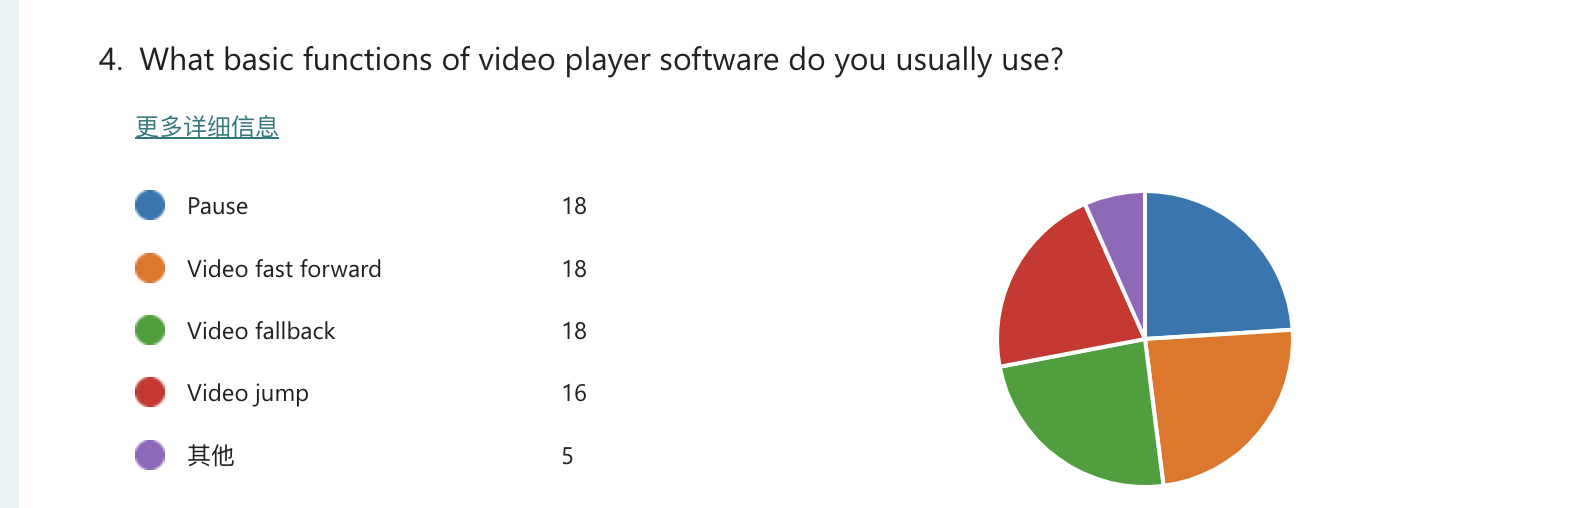 4. What basic functions of video player software do you usually use?
更多详细信息
Pause 18
Video fast forward 18
Video fallback 18
Video jump 16
其他 5